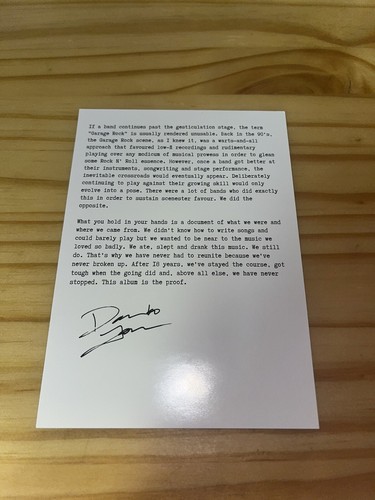 If a band continues past the gesticulation stage, the term
"Garage Rock" is usually rendered unusable. Back in the 90's,
the Garage Rock scene, as I knew it, was a warts-and-all
approach that favoured low-fi recordings and rudimentary
playing over any modicum of musical prowess in order to glean
some Rock N' Roll essence. However, once a band got better at
their instruments, songwriting and stage performance, the
inevitable crossroads would eventually appear. Deliberately
continuing to play against their growing skill would only
evolve into a pose. There were a lot of bands who did exactly
this in order to sustain scenester favour. We did the
opposite.
What you hold in your hands is a document of what we were and
where we came from. We didn't know how to write songs and
could barely play but we wanted to be near to the music we
loved so badly. We ate, slept and drank this music. We still
do. That's why we have never had to reunite because we've
never broken up. After 18 years, we've stayed the course, got
tough when the going did and, above all else, we have never
stopped. This album is the proof.